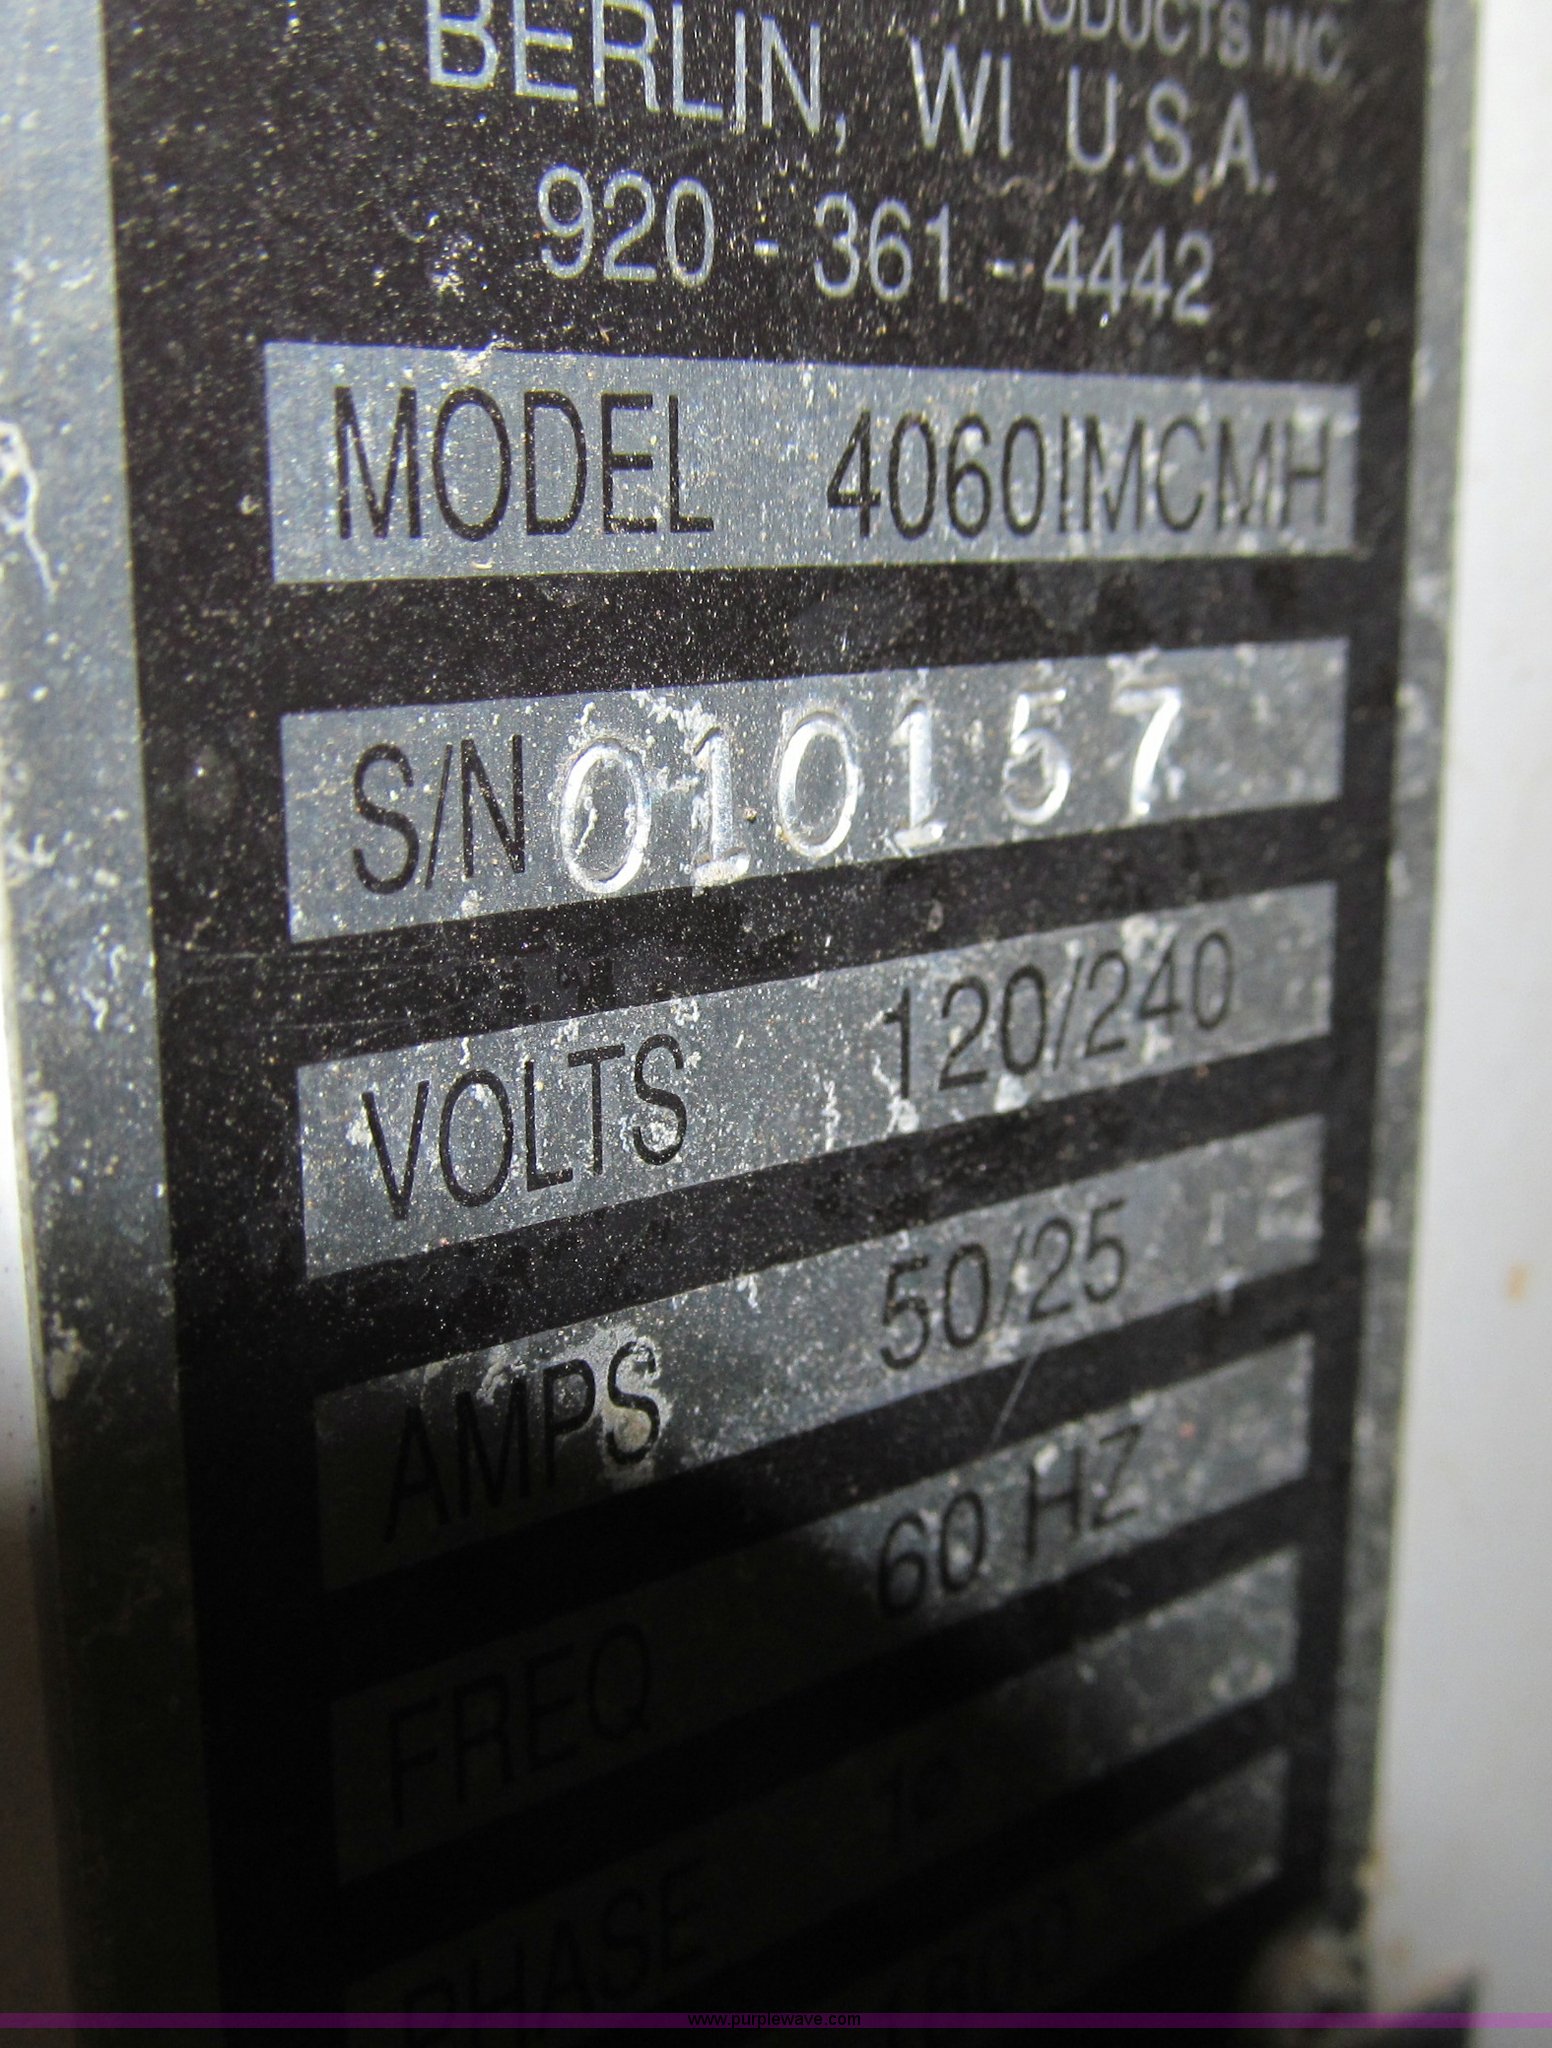 PRODUCTS INC.
BERLIN, WI U.S.A.
920-361-4442
MODEL 4060IMCMH
S/N 010157
VOLTS 120/240
AMPS 50/25
FREQ 60 HZ
PHASE
www.purplewave.com